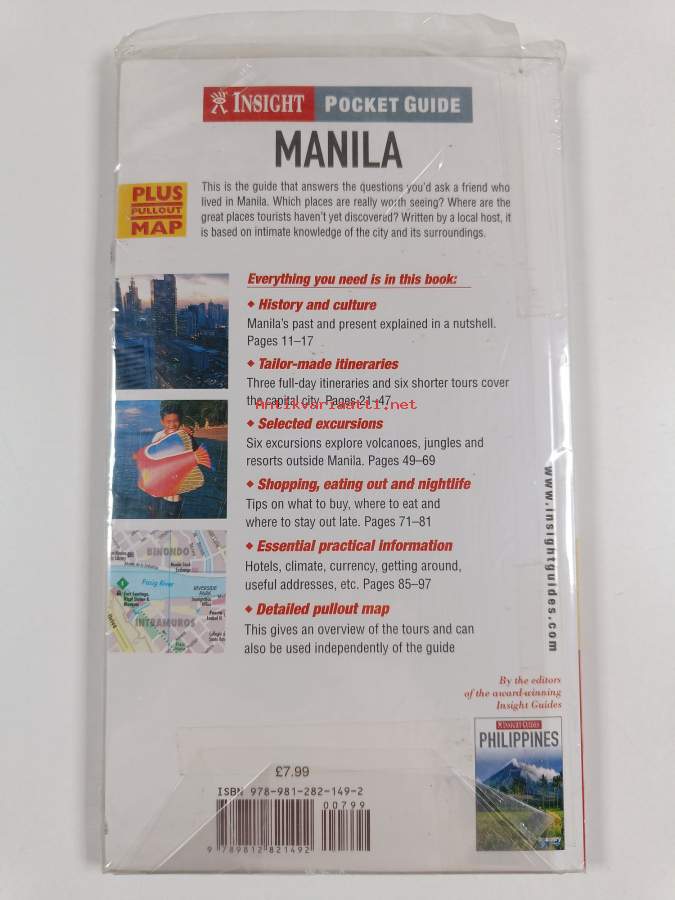 INSIGHT POCKET GUIDE
MANILA
PLUS
PULLOUT
MAP
This is the guide that answers the questions you'd ask a friend who
lived in Manila. Which places are really worth seeing? Where are the
great places tourists haven't yet discovered? Written by a local host, it
is based on intimate knowledge of the city and its surroundings.
Everything you need is in this book:
History and culture
Manila's past and present explained in a nutshell.
Pages 11–17
Tailor-made itineraries
Three full-day itineraries and six shorter tours cover
the capital city. Pages 21–47
Antikvariaatti.net
Selected excursions
Six excursions explore volcanoes, jungles and
resorts outside Manila. Pages 49–69
Shopping, eating out and nightlife
Tips on what to buy, where to eat and
where to stay out late. Pages 71–81
Essential practical information
Hotels, climate, currency, getting around,
useful addresses, etc. Pages 85–97
Detailed pullout map
This gives an overview of the tours and can
also be used independently of the guide
BINONDO
Pasig River
RIVERSIDE
PARK
INTRAMUROS
www.insightguides.com
By the editors
of the award-winning
Insight Guides
INSIGHT GUIDES
PHILIPPINES
£7.99
ISBN 978-981-282-149-2
00799
9 789812 821492